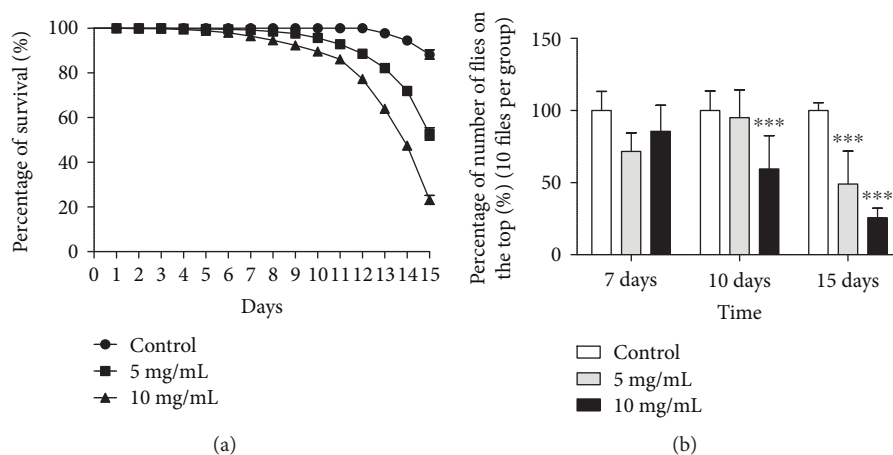 Percentage of survival (%)
100
80
60
40
20
0
0 1 2 3 4 5 6 7 8 9 10 11 12 13 14 15
Days
Control
5 mg/mL
10 mg/mL
(a)
Percentage of number of flies on
the top (%) (10 files per group)
150
100
50
0
***
***
***
7 days 10 days 15 days
Time
Control
5 mg/mL
10 mg/mL
(b)